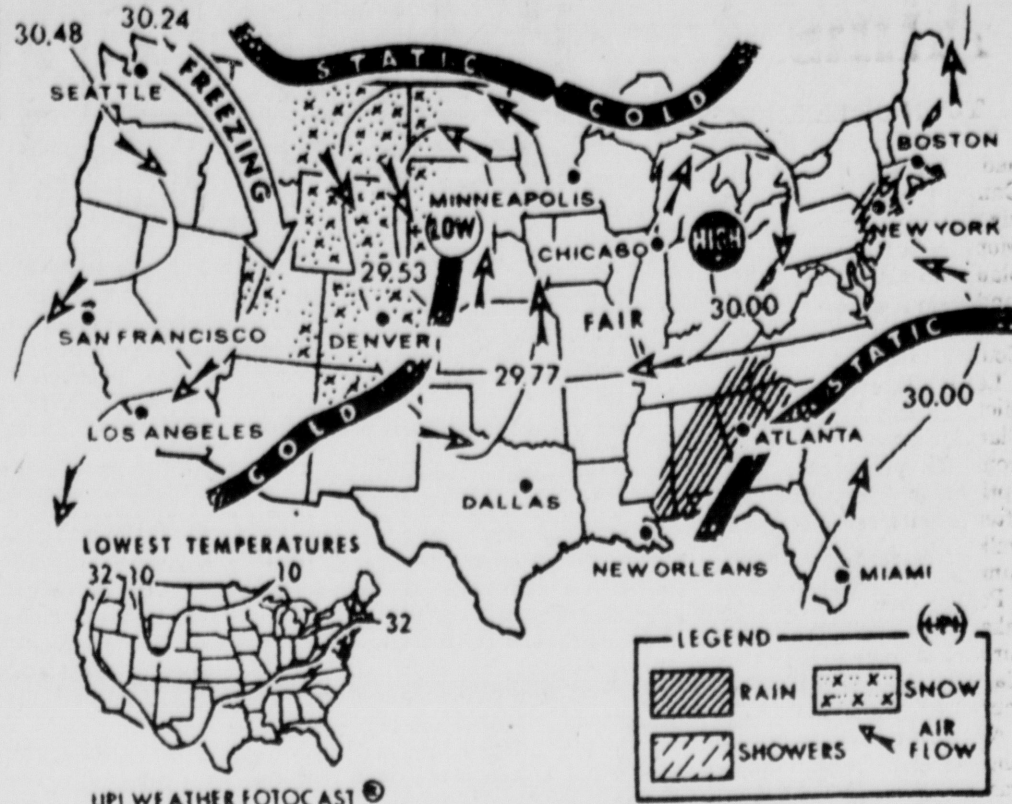 30.48
30.24
SEATTLE
FREEZING
STATIC
COLD
BOSTON
MINNEAPOLIS
LOW
NEW YORK
CHICAGO
HIGH
29.53
30.00
SAN FRANCISCO
DENVER
FAIR
STATIC
29.77
30.00
LOS ANGELES
COLD
ATLANTA
DALLAS
NEW ORLEANS
MIAMI
LOWEST TEMPERATURES
32 10
10
32
LEGEND
(UPI)
RAIN
SNOW
SHOWERS
AIR
FLOW
UPI WEATHER FOTOCAST ®